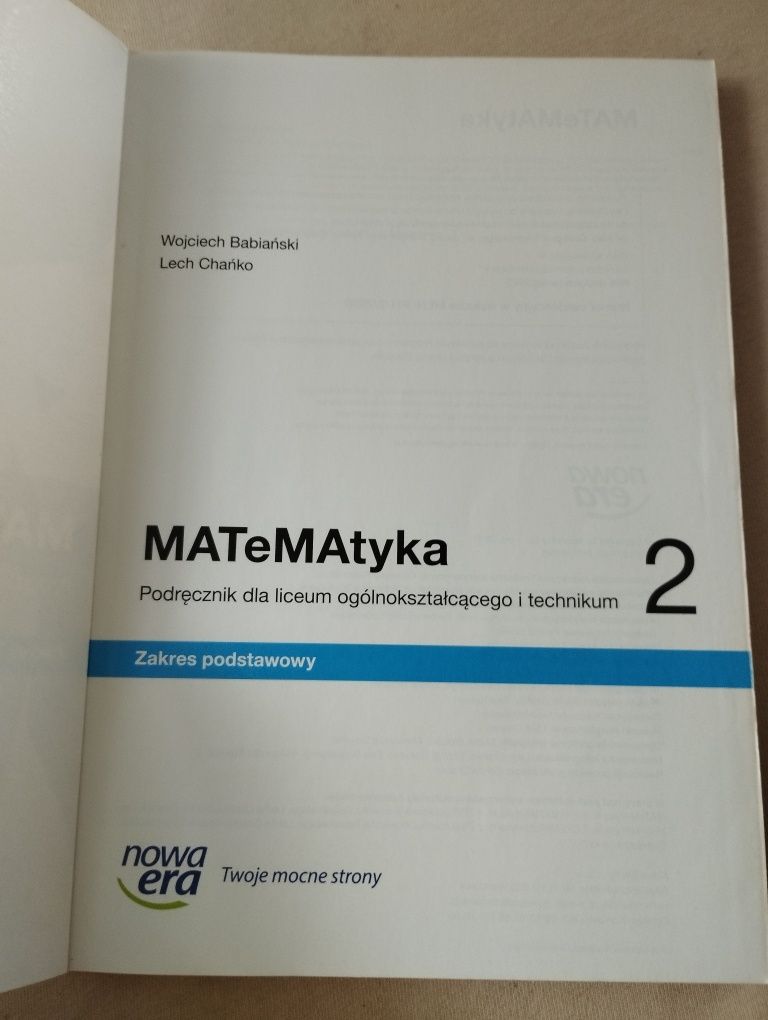 Wojciech Babiański
Lech Chańko
MATeMAtyka 2
Podręcznik dla liceum ogólnokształcącego i technikum
Zakres podstawowy
nowa
era
Twoje mocne strony